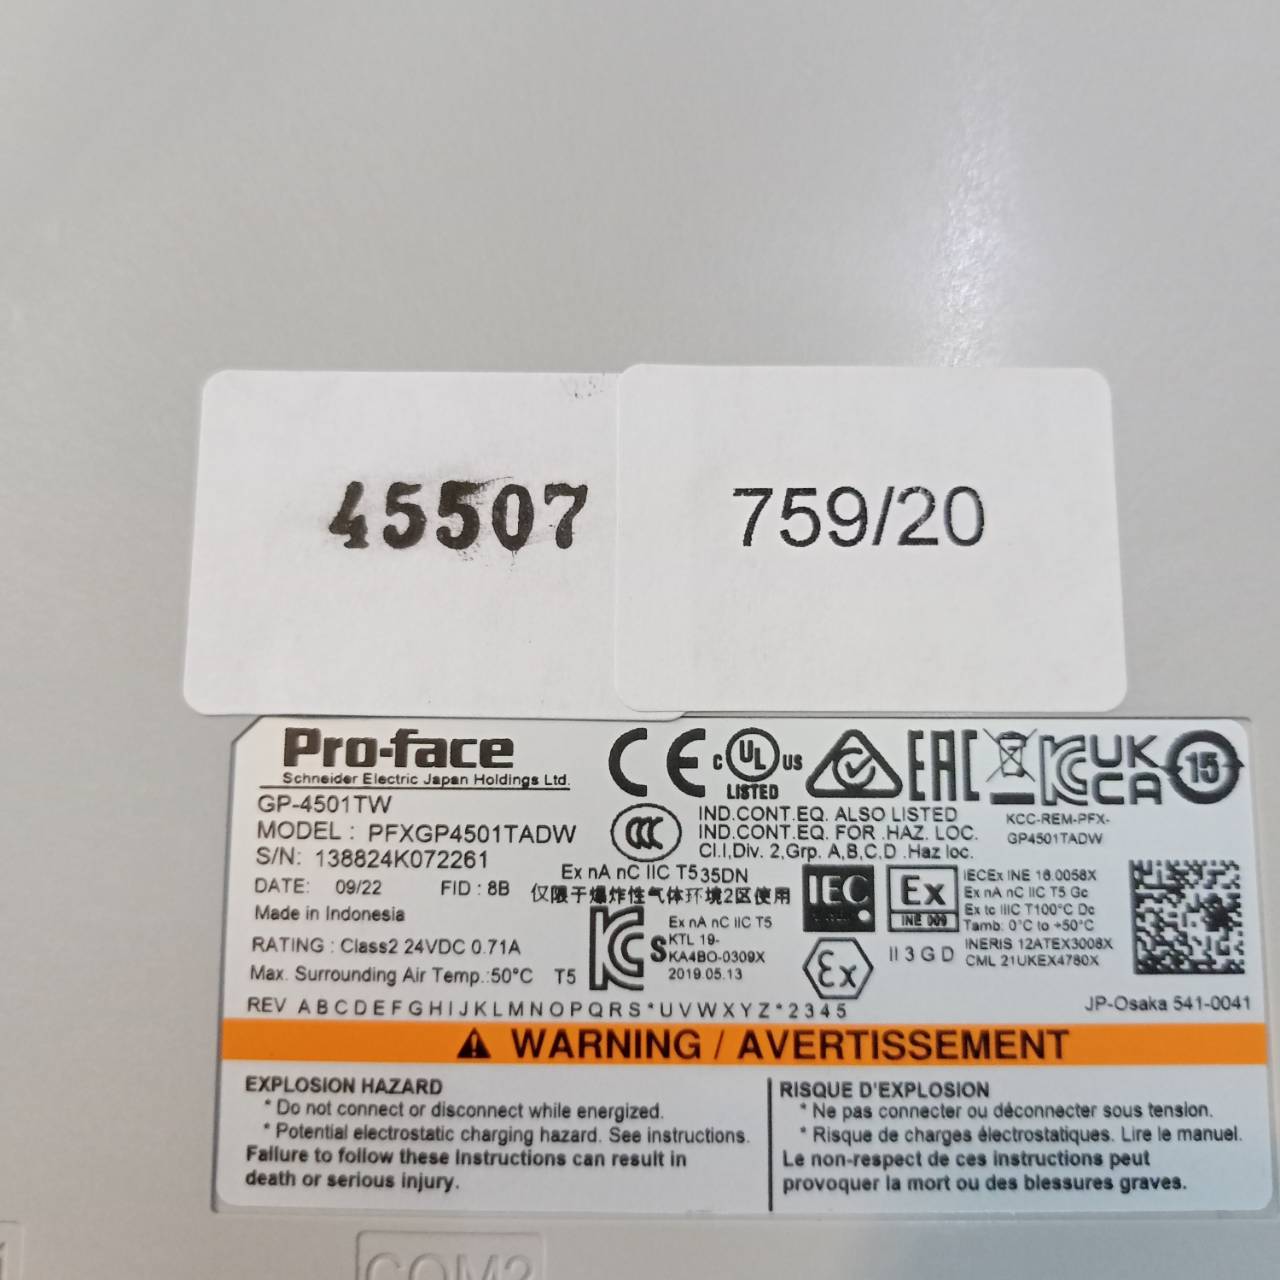 45507
759/20
Pro-face
Schneider Electric Japan Holdings Ltd.
GP-4501TW
MODEL : PFXGP4501TADW
S/N: 138824K072261
DATE: 09/22 FID : 8B
Made in Indonesia
RATING : Class2 24VDC 0.71A
Max. Surrounding Air Temp.:50°C T5
REV A B C D E F G H I J K L M N O P Q R S * U V W X Y Z * 2 3 4 5
CE
C UL US
LISTED
EAC
UK
CA
15
CCC
IND.CONT.EQ. ALSO LISTED
IND.CONT.EQ. FOR .HAZ. LOC.
Cl.I,Div. 2,Grp. A,B,C,D .Haz loc.
KCC-REM-PFX-
GP4501TADW
Ex nA nC IIC T5 35DN
仅限于爆炸性气体环境2区使用
KCs
Ex nA nC IIC T5
KTL 19-
KA4BO-0309X
2019.05.13
IEC
Ex
INE 009
Ex
II 3 G D
IECEx INE 16.0058X
Ex nA nC IIC T5 Gc
Ex tc IIIC T100°C Dc
Tamb: 0°C to +50°C
INERIS 12ATEX3008X
CML 21UKEX4780X
JP-Osaka 541-0041
WARNING / AVERTISSEMENT
EXPLOSION HAZARD
* Do not connect or disconnect while energized.
* Potential electrostatic charging hazard. See instructions.
Failure to follow these Instructions can result in
death or serious injury.
RISQUE D'EXPLOSION
* Ne pas connecter ou déconnecter sous tension.
* Risque de charges électrostatiques. Lire le manuel.
Le non-respect de ces instructions peut
provoquer la mort ou des blessures graves.
COM2